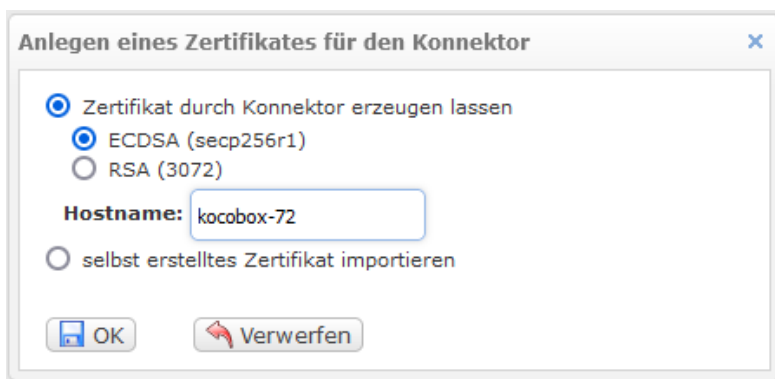 Anlegen eines Zertifikates für den Konnektor
Zertifikat durch Konnektor erzeugen lassen
ECDSA (secp256r1)
RSA (3072)
Hostname: kocobox-72
selbst erstelltes Zertifikat importieren
OK Verwerfen